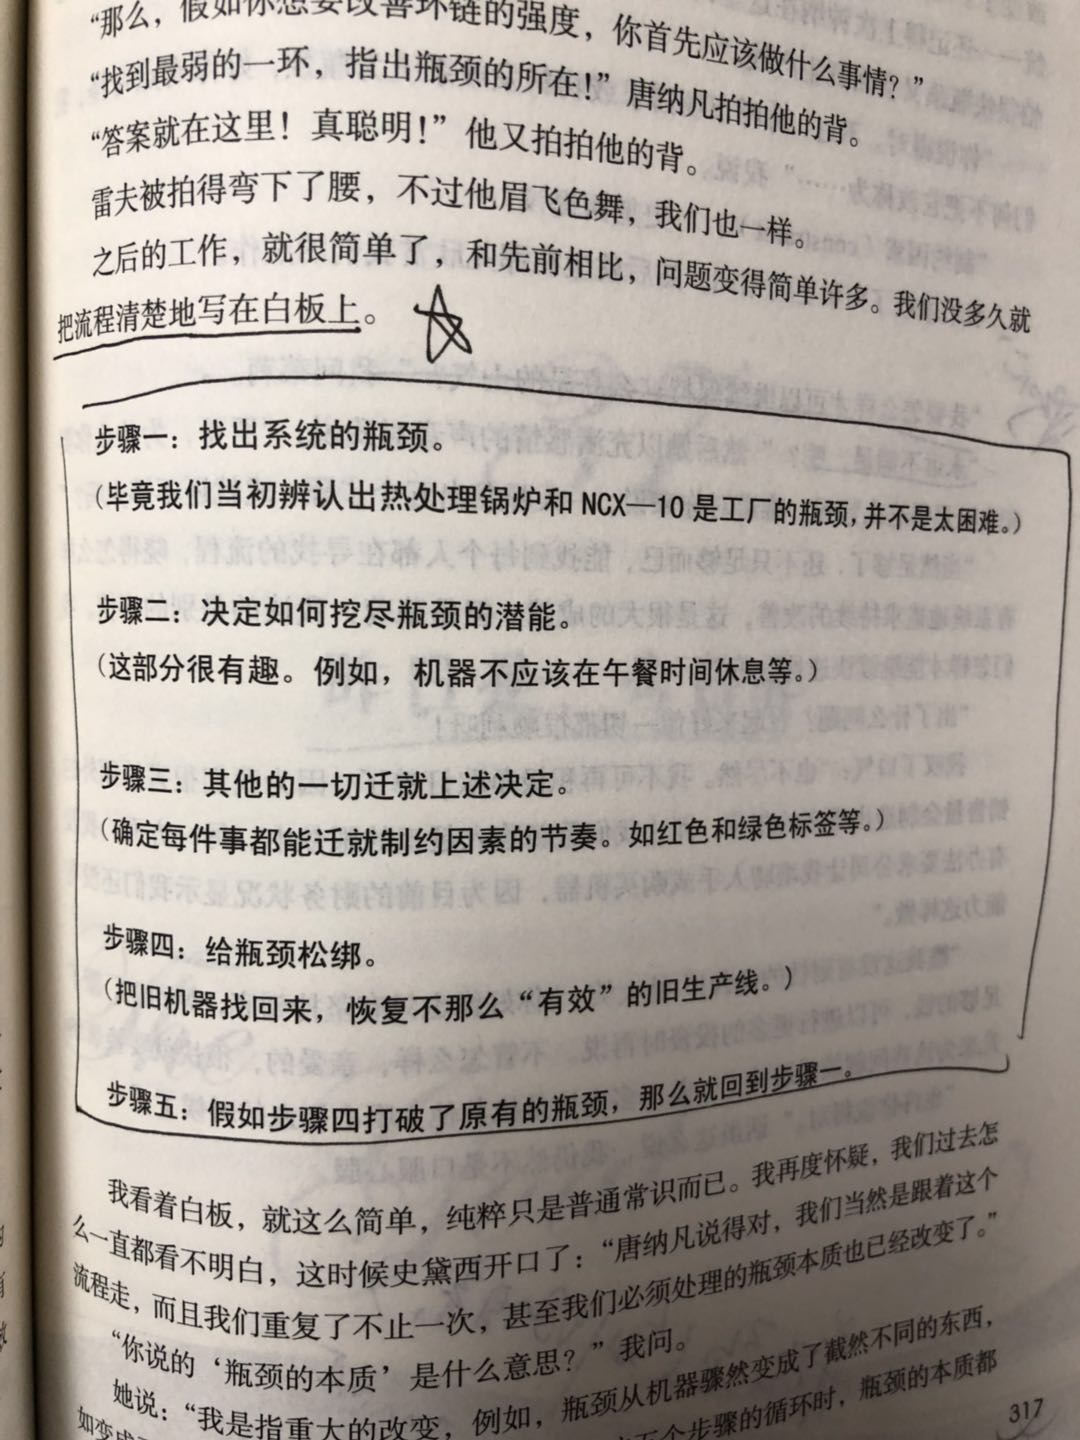 “那么，假如你想要改善环链的强度，你首先应该做什么事情？”
“找到最弱的一环，指出瓶颈的所在！”唐纳凡拍拍他的背。
“答案就在这里！真聪明！”他又拍拍他的背。
雷夫被拍得弯下了腰，不过他眉飞色舞，我们也一样。
之后的工作，就很简单了，和先前相比，问题变得简单许多。我们没多久就
把流程清楚地写在白板上。
步骤一：找出系统的瓶颈。
（毕竟我们当初辨认出热处理锅炉和 NCX—10 是工厂的瓶颈，并不是太困难。）
步骤二：决定如何挖尽瓶颈的潜能。
（这部分很有趣。例如，机器不应该在午餐时间休息等。）
步骤三：其他的一切迁就上述决定。
（确定每件事都能迁就制约因素的节奏。如红色和绿色标签等。）
步骤四：给瓶颈松绑。
（把旧机器找回来，恢复不那么“有效”的旧生产线。）
步骤五：假如步骤四打破了原有的瓶颈，那么就回到步骤一。
我看着白板，就这么简单，纯粹只是普通常识而已。我再度怀疑，我们过去怎
么一直都看不明白，这时候史黛西开口了：“唐纳凡说得对，我们当然是跟着这个
流程走，而且我们重复了不止一次，甚至我们必须处理的瓶颈本质也已经改变了。”
“你说的‘瓶颈的本质’是什么意思？”我问。
她说：“我是指重大的改变，例如，瓶颈从机器骤然变成了截然不同的东西，
如变成
五个步骤的循环时，瓶颈的本质都
317